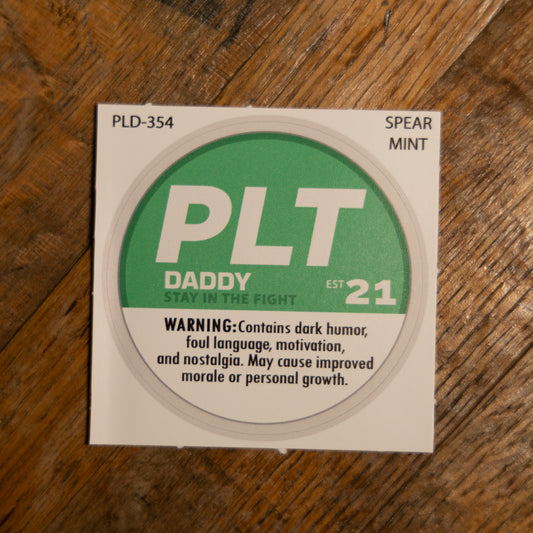 PLD-354
SPEAR
MINT
PLT
DADDY
STAY IN THE FIGHT
EST 21
WARNING: Contains dark humor,
foul language, motivation,
and nostalgia. May cause improved
morale or personal growth.